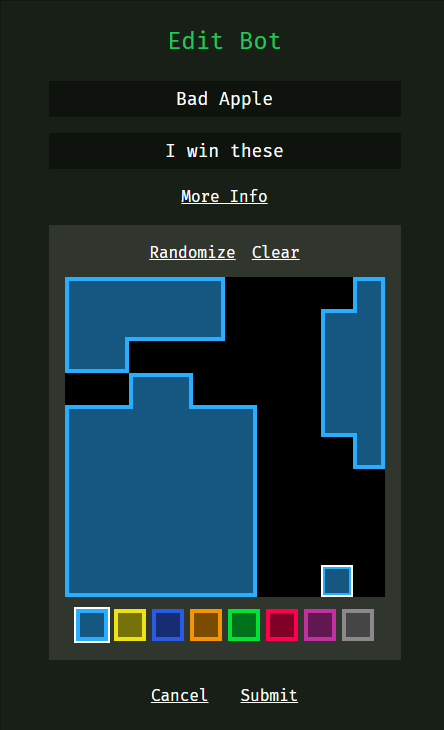 Edit Bot
Bad Apple
I win these
More Info
Randomize Clear
Cancel Submit